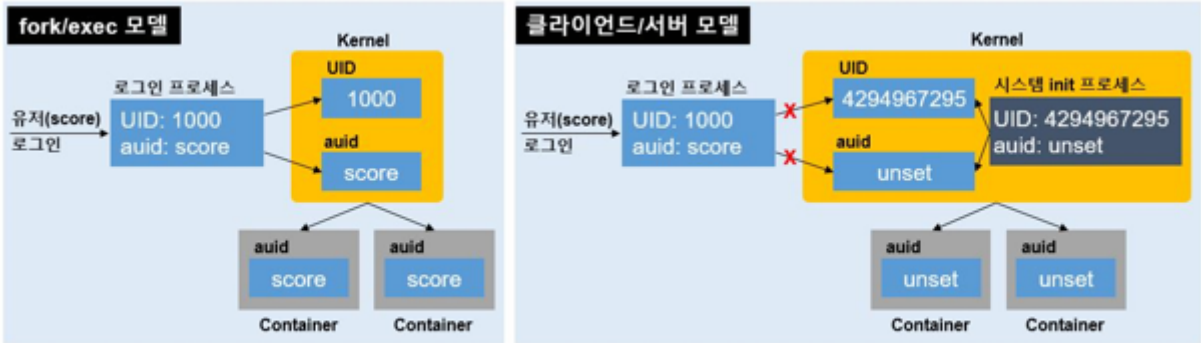 fork/exec 모델
Kernel
UID
1000
로그인 프로세스
유저(score)
로그인
UID: 1000
auid: score
auid
score
auid
score
auid
score
Container
Container
클라이언드/서버 모델
Kernel
UID
4294967295
로그인 프로세스
유저(score)
로그인
UID: 1000
auid: score
X
X
auid
unset
시스템 init 프로세스
UID: 4294967295
auid: unset
auid
unset
auid
unset
Container
Container